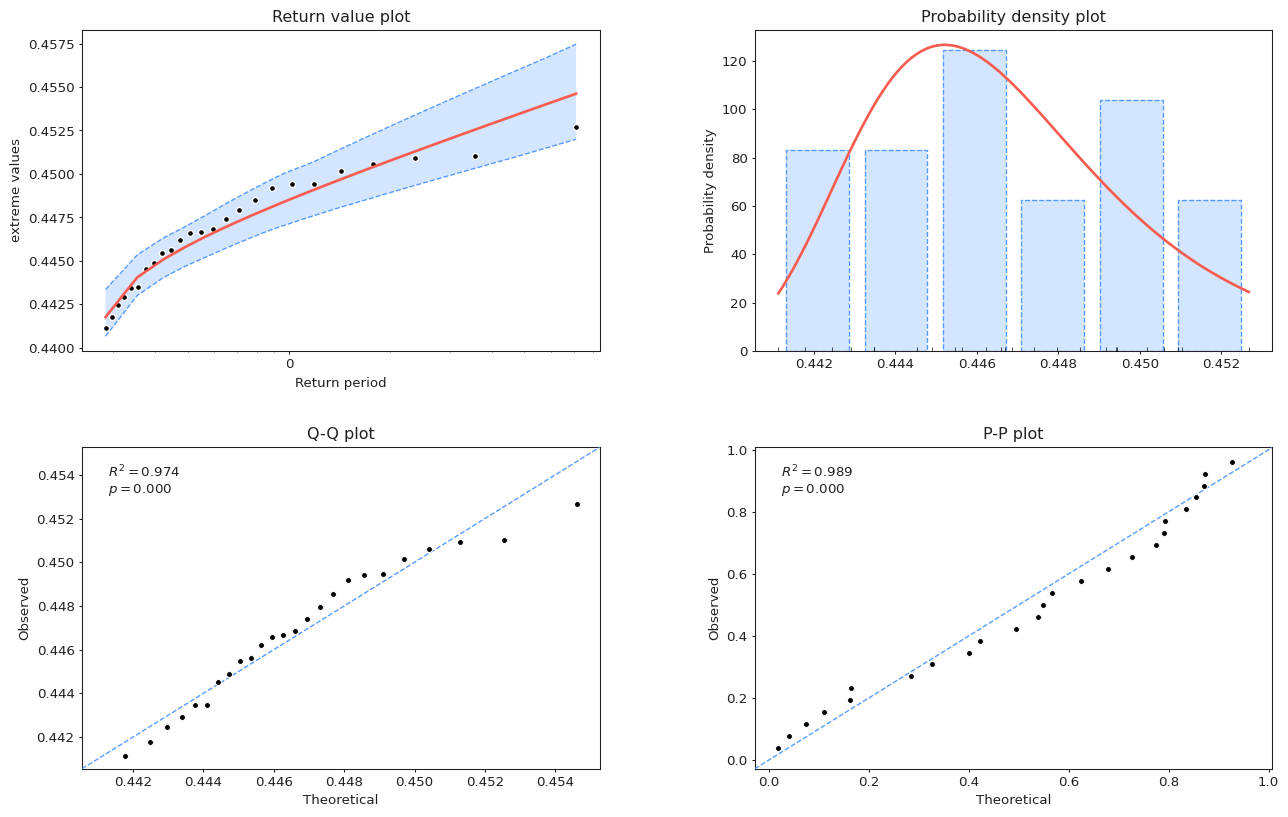 Return value plot
0.4575
0.4550
0.4525
0.4500
0.4475
0.4450
0.4425
0.4400
extreme values
0
Return period
Probability density plot
120
100
80
60
40
20
0
Probability density
0.442 0.444 0.446 0.448 0.450 0.452
Q-Q plot
R² = 0.974
p = 0.000
0.454
0.452
0.450
0.448
0.446
0.444
0.442
Observed
0.442 0.444 0.446 0.448 0.450 0.452 0.454
Theoretical
P-P plot
R² = 0.989
p = 0.000
1.0
0.8
0.6
0.4
0.2
0.0
Observed
0.0 0.2 0.4 0.6 0.8 1.0
Theoretical